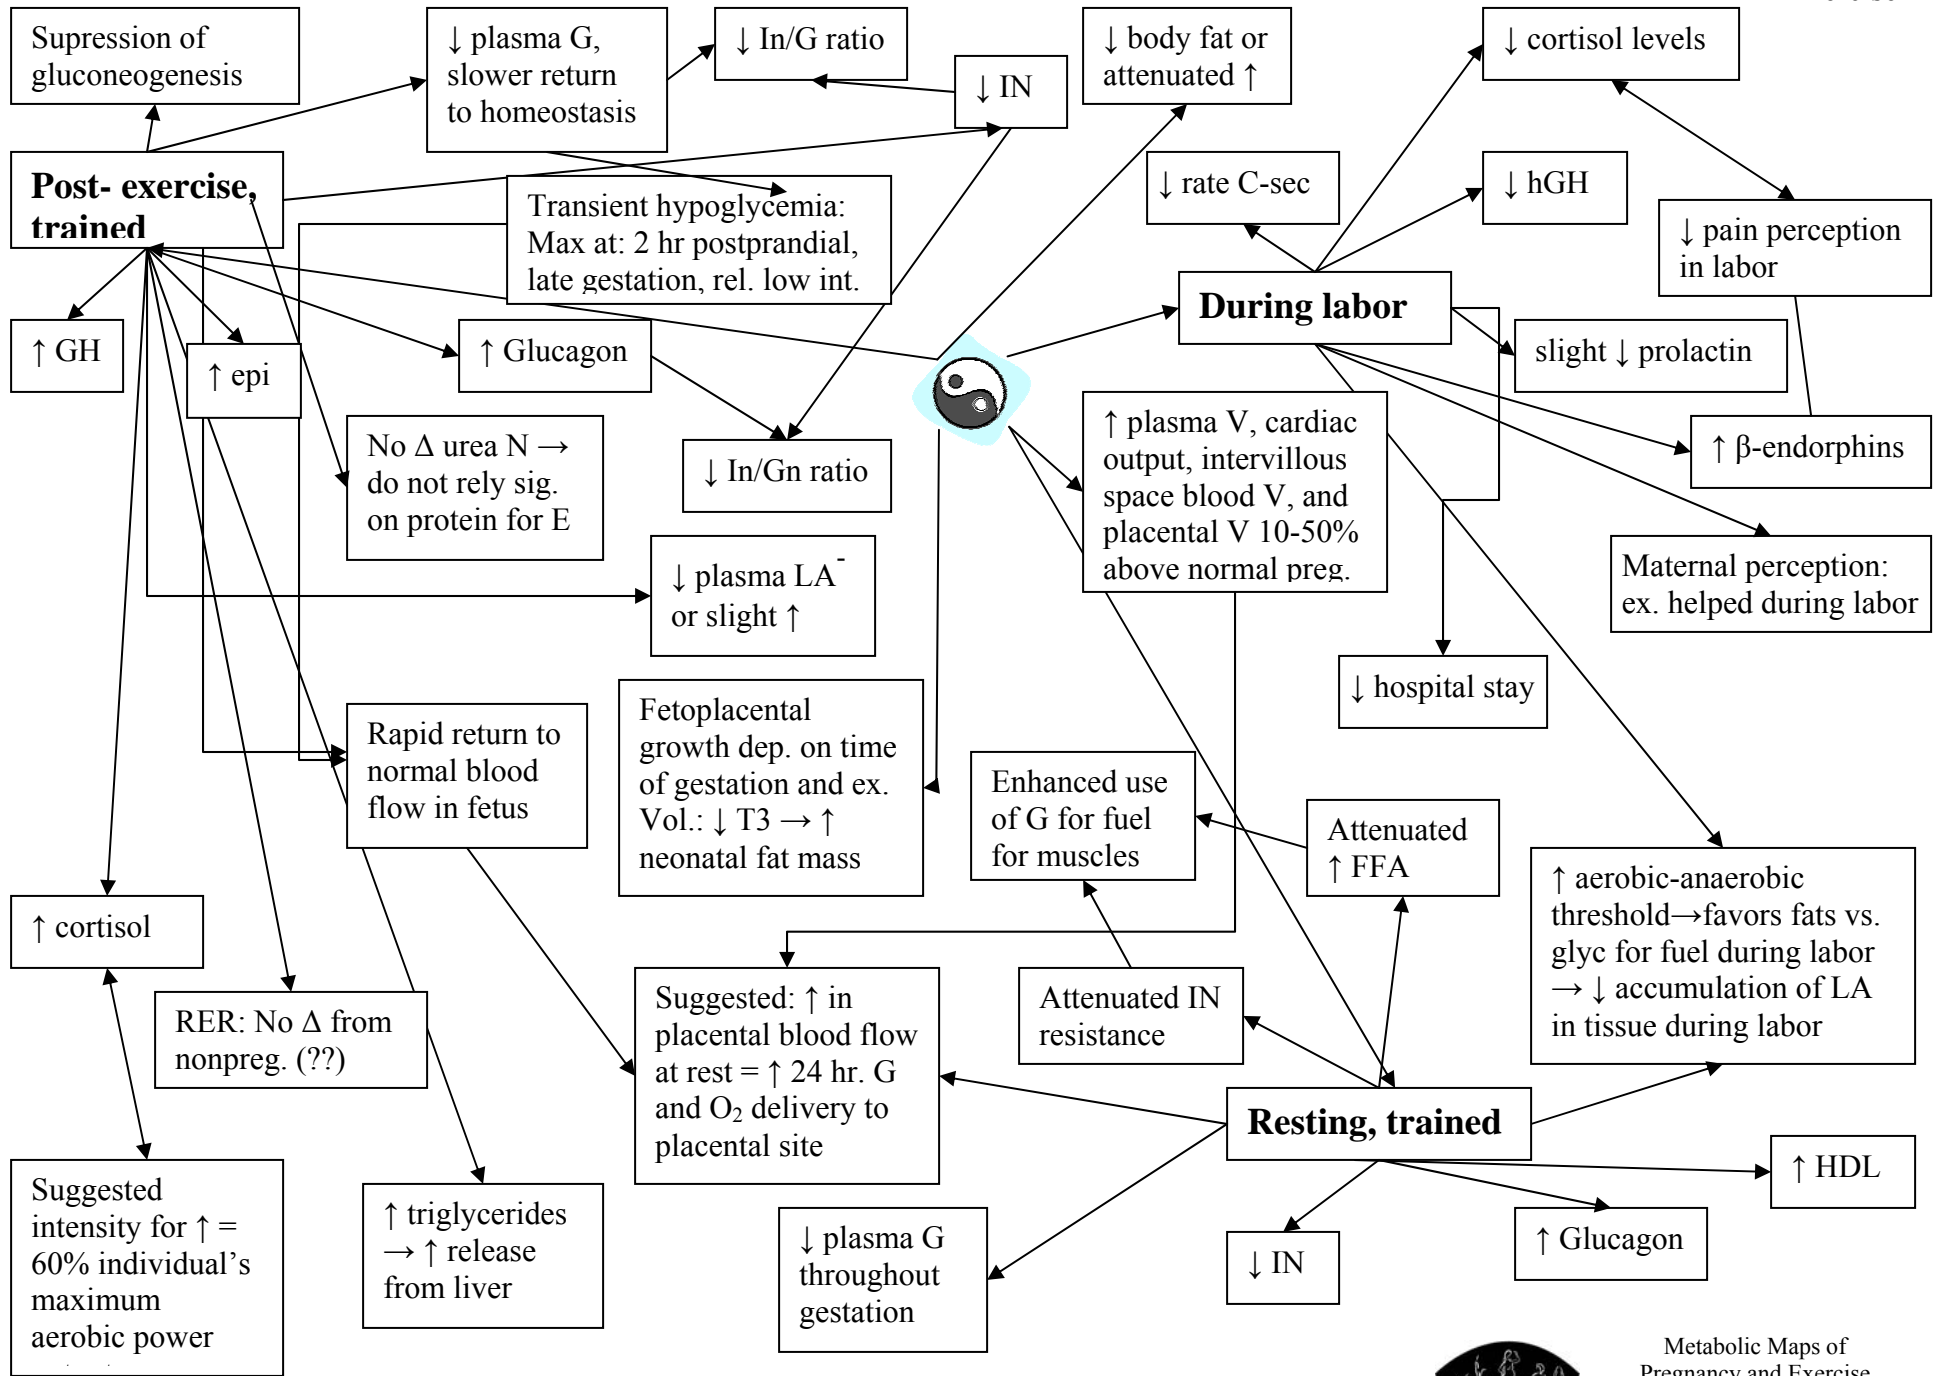 Supression of
gluconeogenesis
↓ plasma G,
slower return
to homeostasis
↓ In/G ratio
↓ IN
↓ body fat or
attenuated ↑
↓ cortisol levels
Post- exercise,
trained
Transient hypoglycemia:
Max at: 2 hr postprandial,
late gestation, rel. low int.
↓ rate C-sec
↓ hGH
↓ pain perception
in labor
During labor
↑ GH
↑ epi
↑ Glucagon
slight ↓ prolactin
No Δ urea N →
do not rely sig.
on protein for E
↓ In/Gn ratio
↑ plasma V, cardiac
output, intervillous
space blood V, and
placental V 10-50%
above normal preg.
↑ β-endorphins
↓ plasma LA⁻
or slight ↑
Maternal perception:
ex. helped during labor
↓ hospital stay
Rapid return to
normal blood
flow in fetus
Fetoplacental
growth dep. on time
of gestation and ex.
Vol.: ↓ T3 → ↑
neonatal fat mass
Enhanced use
of G for fuel
for muscles
Attenuated
↑ FFA
↑ aerobic-anaerobic
threshold→favors fats vs.
glyc for fuel during labor
→ ↓ accumulation of LA
in tissue during labor
↑ cortisol
RER: No Δ from
nonpreg. (??)
Suggested: ↑ in
placental blood flow
at rest = ↑ 24 hr. G
and O₂ delivery to
placental site
Attenuated IN
resistance
Resting, trained
↑ HDL
Suggested
intensity for ↑ =
60% individual's
maximum
aerobic power
↑ triglycerides
→ ↑ release
from liver
↓ plasma G
throughout
gestation
↓ IN
↑ Glucagon
Metabolic Maps of
Pregnancy and Exercise